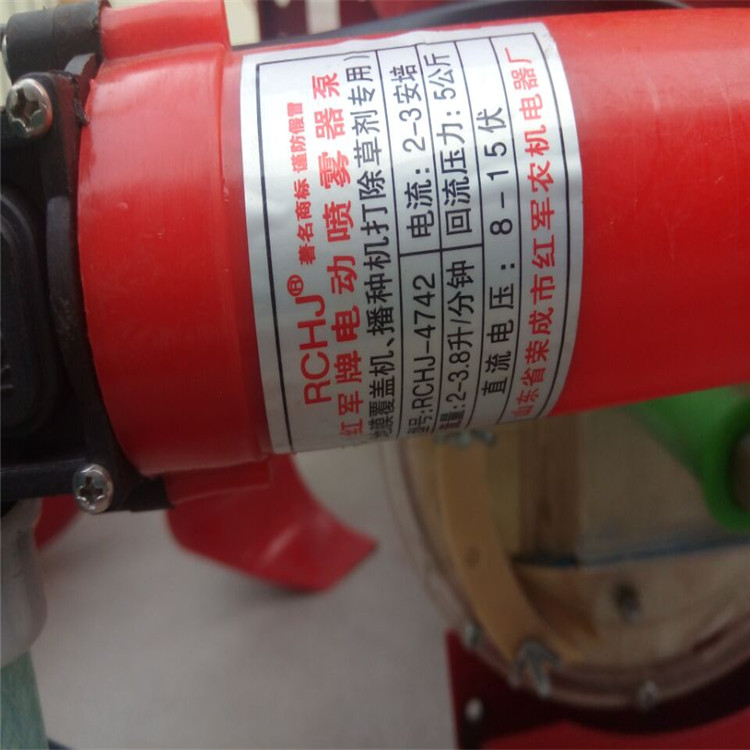 RCHJ® 著名商标 谨防假冒
红军牌电动喷雾器泵
地膜覆盖机、播种机打除草剂专用)
型号:RCHJ-4742 电流:2-3安培
流量:2-3.8升/分钟 回流压力:5公斤
直流电压:8-15伏
山东省荣成市红军农机电器厂